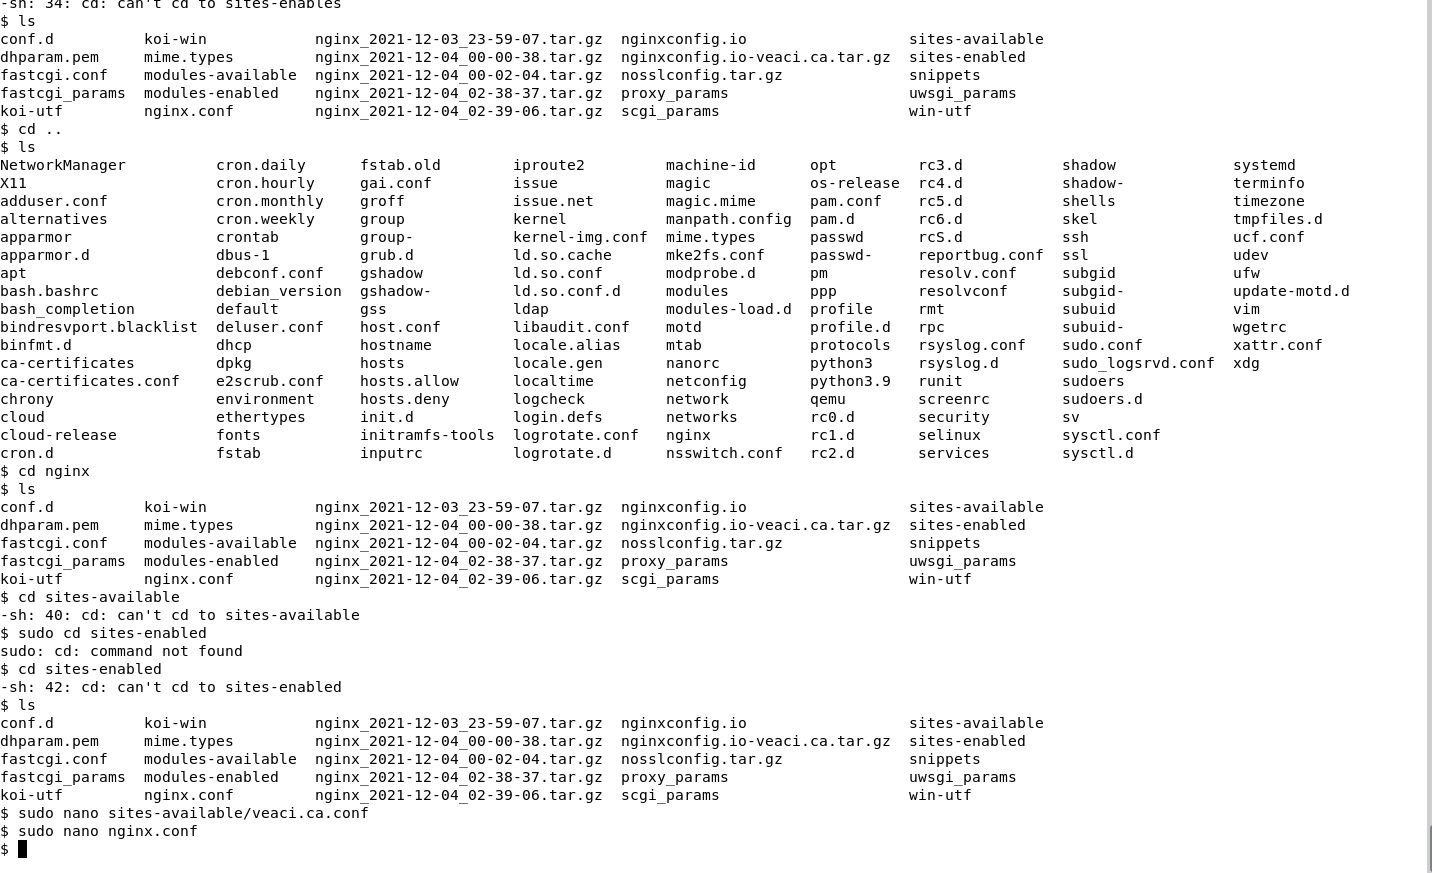 -sh: 34: cd: can't cd to sites-enables
$ ls
conf.d          koi-win            nginx_2021-12-03_23-59-07.tar.gz  nginxconfig.io                  sites-available
dhparam.pem     mime.types         nginx_2021-12-04_00-00-38.tar.gz  nginxconfig.io-veaci.ca.tar.gz  sites-enabled
fastcgi.conf    modules-available  nginx_2021-12-04_00-02-04.tar.gz  nosslconfig.tar.gz              snippets
fastcgi_params  modules-enabled    nginx_2021-12-04_02-38-37.tar.gz  proxy_params                    uwsgi_params
koi-utf         nginx.conf         nginx_2021-12-04_02-39-06.tar.gz  scgi_params                     win-utf
$ cd ..
$ ls
NetworkManager          cron.daily      fstab.old        iproute2         machine-id      opt         rc3.d          shadow             systemd
X11                     cron.hourly     gai.conf         issue            magic           os-release  rc4.d          shadow-            terminfo
adduser.conf            cron.monthly    groff            issue.net        magic.mime      pam.conf    rc5.d          shells             timezone
alternatives            cron.weekly     group            kernel           manpath.config  pam.d       rc6.d          skel               tmpfiles.d
apparmor                crontab         group-           kernel-img.conf  mime.types      passwd      rcS.d          ssh                ucf.conf
apparmor.d              dbus-1          grub.d           ld.so.cache      mke2fs.conf     passwd-     reportbug.conf  ssl                udev
apt                     debconf.conf    gshadow          ld.so.conf       modprobe.d      pm          resolv.conf    subgid             ufw
bash.bashrc             debian_version  gshadow-         ld.so.conf.d     modules         ppp         resolvconf     subgid-            update-motd.d
bash_completion         default         gss              ldap             modules-load.d  profile     rmt            subuid             vim
bindresvport.blacklist  deluser.conf    host.conf        libaudit.conf    motd            profile.d   rpc            subuid-            wgetrc
binfmt.d                dhcp            hostname         locale.alias     mtab            protocols   rsyslog.conf   sudo.conf          xattr.conf
ca-certificates         dpkg            hosts            locale.gen       nanorc          python3     rsyslog.d      sudo_logsrvd.conf  xdg
ca-certificates.conf    e2scrub.conf    hosts.allow      localtime        netconfig       python3.9   runit          sudoers
chrony                  environment     hosts.deny       logcheck         network         qemu        screenrc       sudoers.d
cloud                   ethertypes      init.d           login.defs       networks        rc0.d       security       sv
cloud-release           fonts           initramfs-tools  logrotate.conf   nginx           rc1.d       selinux        sysctl.conf
cron.d                  fstab           inputrc          logrotate.d      nsswitch.conf   rc2.d       services       sysctl.d
$ cd nginx
$ ls
conf.d          koi-win            nginx_2021-12-03_23-59-07.tar.gz  nginxconfig.io                  sites-available
dhparam.pem     mime.types         nginx_2021-12-04_00-00-38.tar.gz  nginxconfig.io-veaci.ca.tar.gz  sites-enabled
fastcgi.conf    modules-available  nginx_2021-12-04_00-02-04.tar.gz  nosslconfig.tar.gz              snippets
fastcgi_params  modules-enabled    nginx_2021-12-04_02-38-37.tar.gz  proxy_params                    uwsgi_params
koi-utf         nginx.conf         nginx_2021-12-04_02-39-06.tar.gz  scgi_params                     win-utf
$ cd sites-available
-sh: 40: cd: can't cd to sites-available
$ sudo cd sites-enabled
sudo: cd: command not found
$ cd sites-enabled
-sh: 42: cd: can't cd to sites-enabled
$ ls
conf.d          koi-win            nginx_2021-12-03_23-59-07.tar.gz  nginxconfig.io                  sites-available
dhparam.pem     mime.types         nginx_2021-12-04_00-00-38.tar.gz  nginxconfig.io-veaci.ca.tar.gz  sites-enabled
fastcgi.conf    modules-available  nginx_2021-12-04_00-02-04.tar.gz  nosslconfig.tar.gz              snippets
fastcgi_params  modules-enabled    nginx_2021-12-04_02-38-37.tar.gz  proxy_params                    uwsgi_params
koi-utf         nginx.conf         nginx_2021-12-04_02-39-06.tar.gz  scgi_params                     win-utf
$ sudo nano sites-available/veaci.ca.conf
$ sudo nano nginx.conf
$